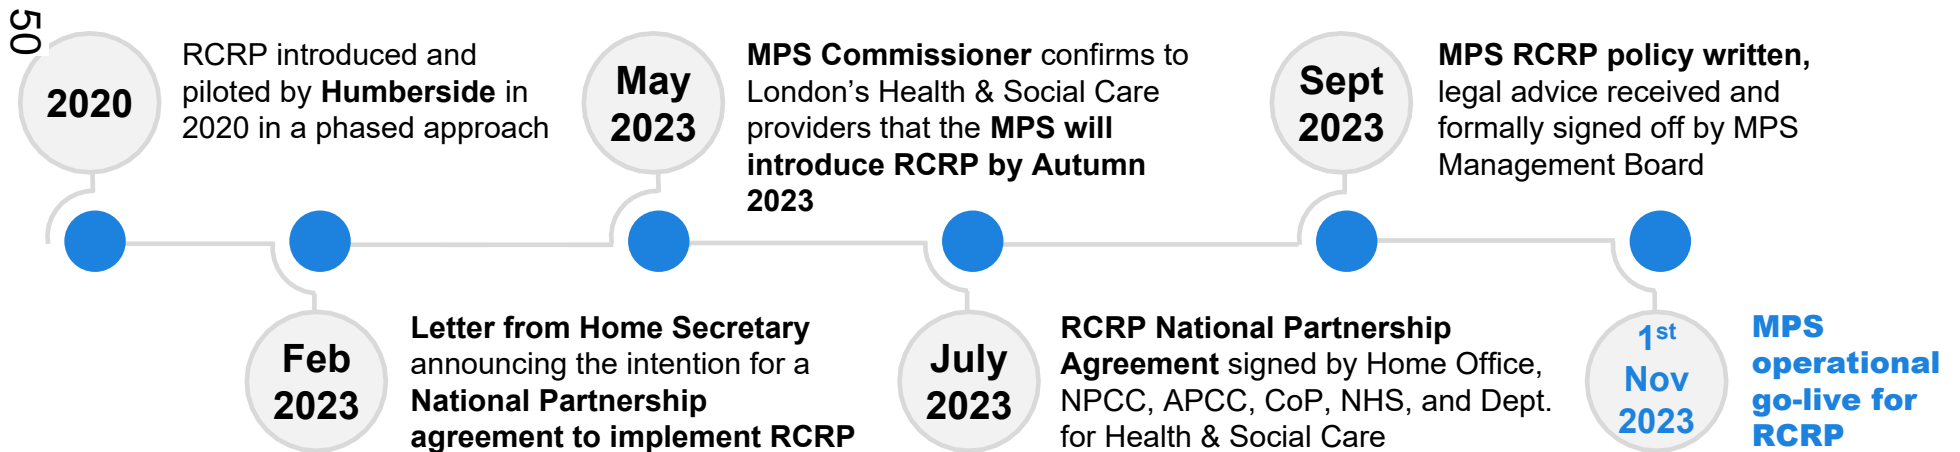 50
2020
RCRP introduced and
piloted by Humberside in
2020 in a phased approach
Feb
2023
Letter from Home Secretary
announcing the intention for a
National Partnership
agreement to implement RCRP
May
2023
MPS Commissioner confirms to
London’s Health & Social Care
providers that the MPS will
introduce RCRP by Autumn
2023
July
2023
RCRP National Partnership
Agreement signed by Home Office,
NPCC, APCC, CoP, NHS, and Dept.
for Health & Social Care
Sept
2023
MPS RCRP policy written,
legal advice received and
formally signed off by MPS
Management Board
1st
Nov
2023
MPS
operational
go-live for
RCRP